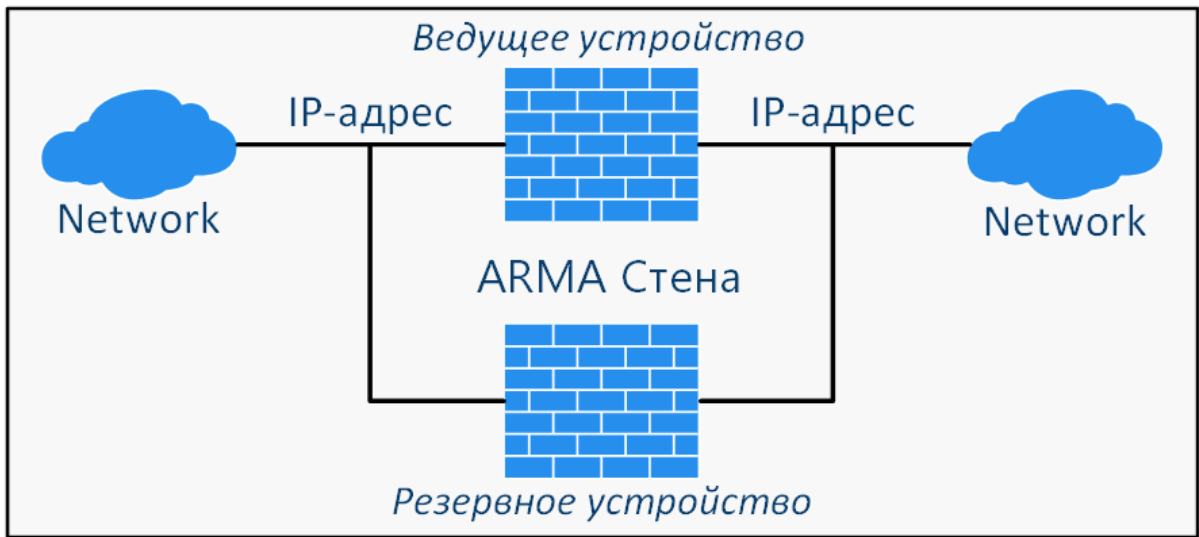 Ведущее устройство
IP-адрес
IP-адрес
Network
Network
ARMA Стена
Резервное устройство